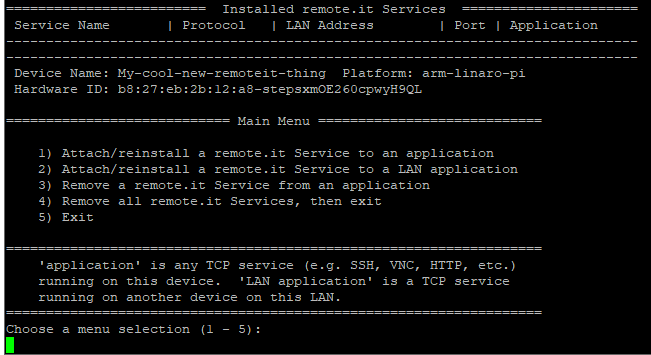 ========================= Installed remote.it Services ======================
Service Name | Protocol | LAN Address | Port | Application
-------------------------------------------------------------------------------
-------------------------------------------------------------------------------
Device Name: My-cool-new-remoteit-thing Platform: arm-linaro-pi
Hardware ID: b8:27:eb:2b:12:a8-stepsxmOE260cpwyH9QL
============================ Main Menu ============================
1) Attach/reinstall a remote.it Service to an application
2) Attach/reinstall a remote.it Service to a LAN application
3) Remove a remote.it Service from an application
4) Remove all remote.it Services, then exit
5) Exit
===================================================================
'application' is any TCP service (e.g. SSH, VNC, HTTP, etc.)
running on this device. 'LAN application' is a TCP service
running on another device on this LAN.
===================================================================
Choose a menu selection (1 - 5):